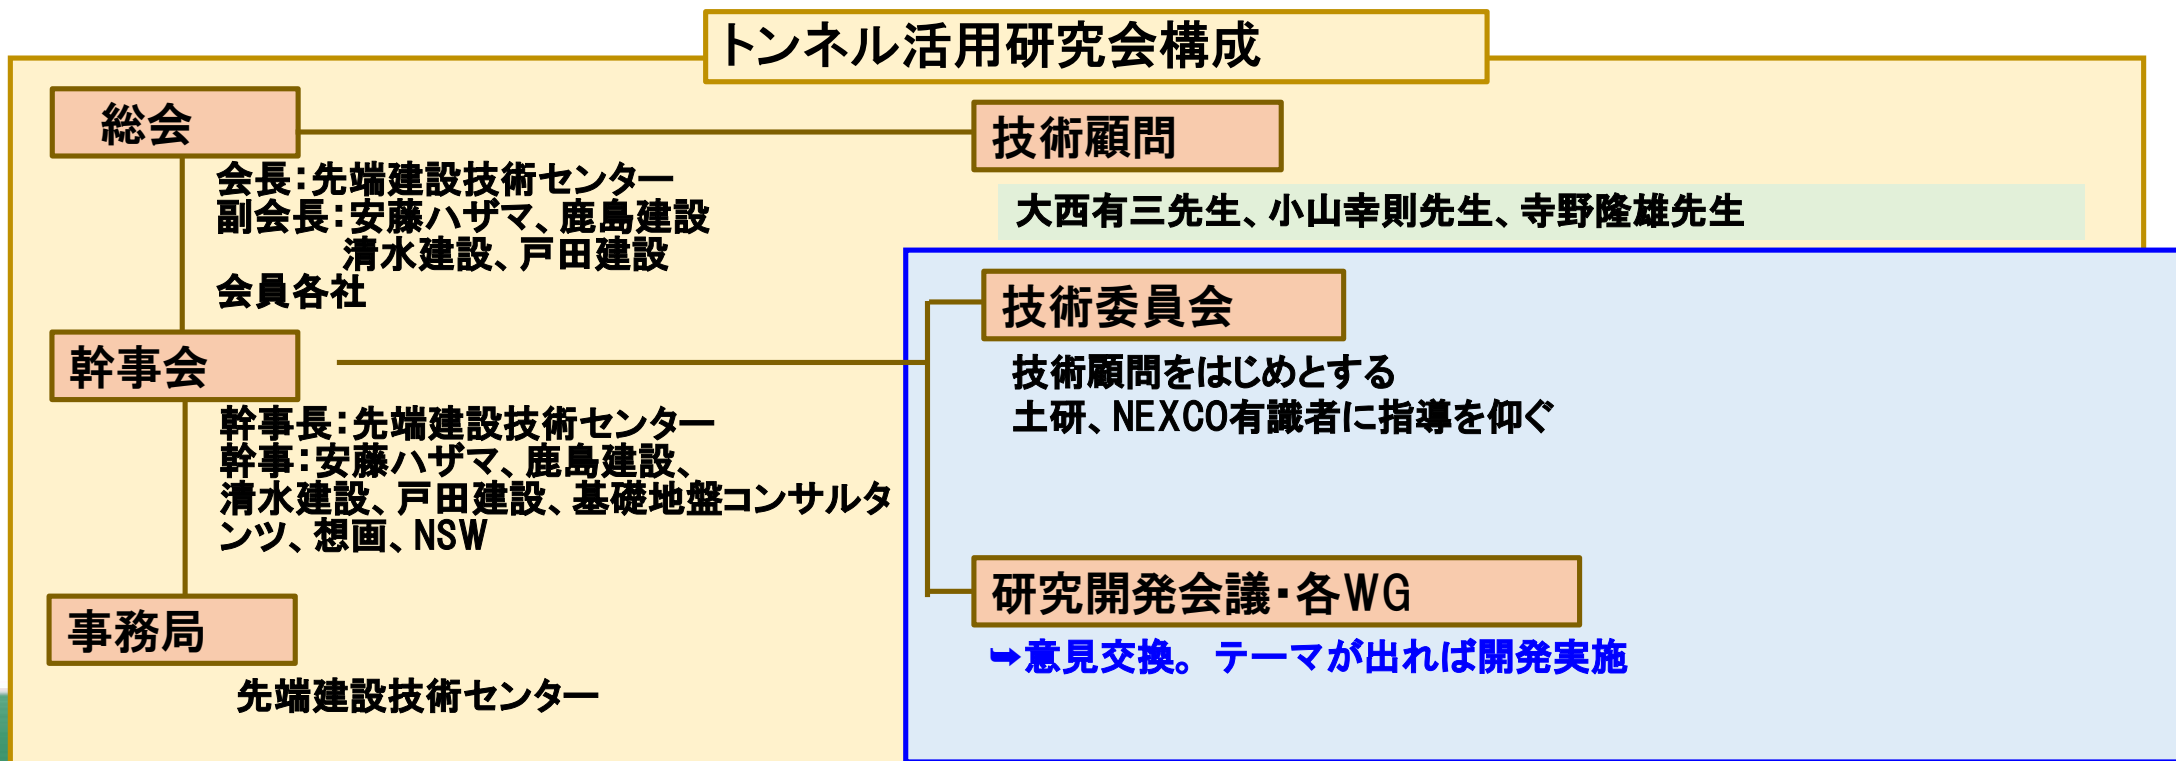 トンネル活用研究会構成
総会
会長：先端建設技術センター
副会長：安藤ハザマ、鹿島建設
清水建設、戸田建設
会員各社
技術顧問
大西有三先生、小山幸則先生、寺野隆雄先生
幹事会
幹事長：先端建設技術センター
幹事：安藤ハザマ、鹿島建設、
清水建設、戸田建設、基礎地盤コンサルタ
ンツ、想画、NSW
事務局
先端建設技術センター
技術委員会
技術顧問をはじめとする
土研、NEXCO有識者に指導を仰ぐ
研究開発会議・各WG
➥意見交換。テーマが出れば開発実施